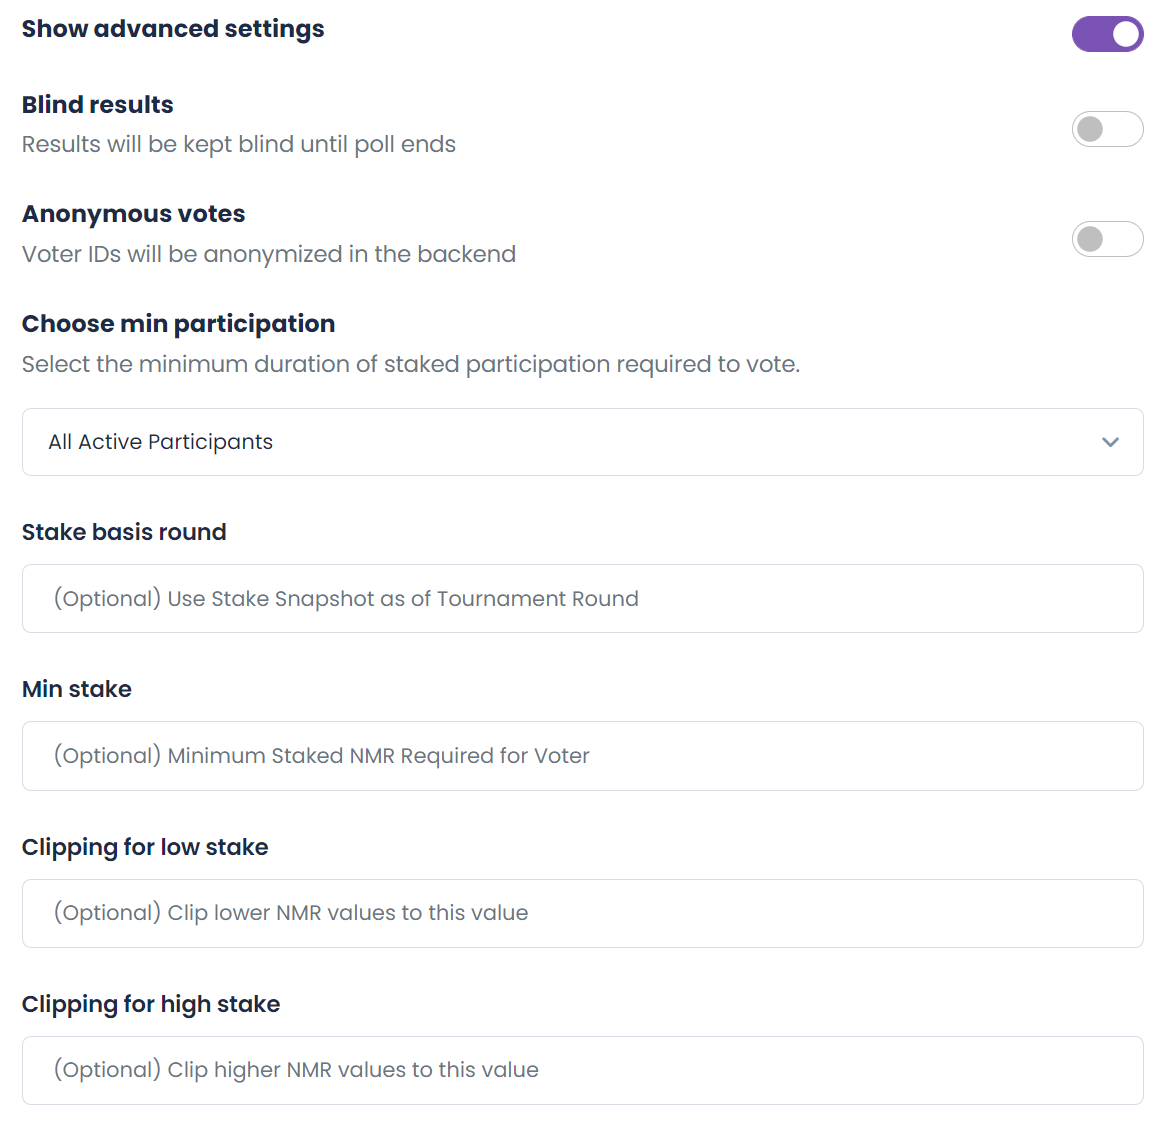 Show advanced settings
Blind results
Results will be kept blind until poll ends
Anonymous votes
Voter IDs will be anonymized in the backend
Choose min participation
Select the minimum duration of staked participation required to vote.
All Active Participants
Stake basis round
(Optional) Use Stake Snapshot as of Tournament Round
Min stake
(Optional) Minimum Staked NMR Required for Voter
Clipping for low stake
(Optional) Clip lower NMR values to this value
Clipping for high stake
(Optional) Clip higher NMR values to this value